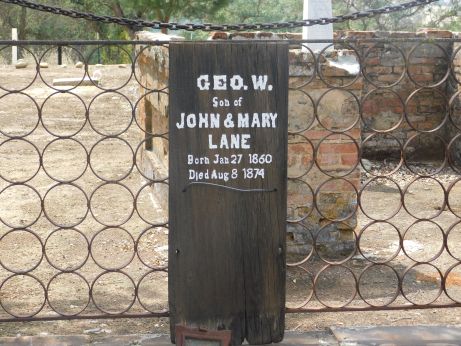 GEO. W.
Son of
JOHN & MARY
LANE
Born Jan 27 1860
Died Aug 8 1874